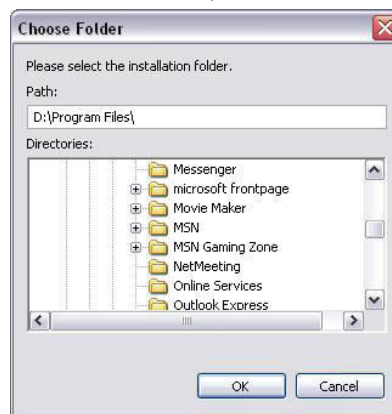 Choose Folder
Please select the installation folder.
Path:
D:\Program Files\
Directories:
Messenger
microsoft frontpage
Movie Maker
MSN
MSN Gaming Zone
NetMeeting
Online Services
Outlook Express
OK Cancel